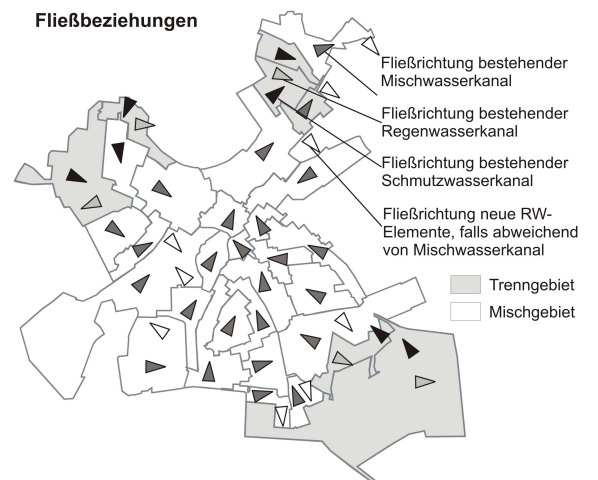 Fließbeziehungen
Fließrichtung bestehender
Mischwasserkanal
Fließrichtung bestehender
Regenwasserkanal
Fließrichtung bestehender
Schmutzwasserkanal
Fließrichtung neue RW-
Elemente, falls abweichend
von Mischwasserkanal
Trenngebiet
Mischgebiet